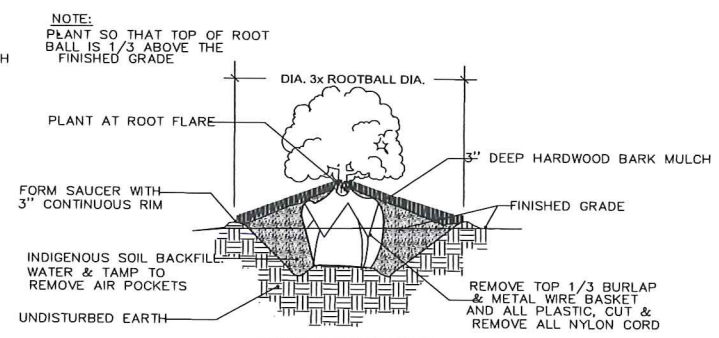 NOTE:
PLANT SO THAT TOP OF ROOT
BALL IS 1/3 ABOVE THE
FINISHED GRADE
H
DIA. 3x ROOTBALL DIA.
PLANT AT ROOT FLARE
3" DEEP HARDWOOD BARK MULCH
FORM SAUCER WITH
3" CONTINUOUS RIM
FINISHED GRADE
INDIGENOUS SOIL BACKFILL.
WATER & TAMP TO
REMOVE AIR POCKETS
UNDISTURBED EARTH
REMOVE TOP 1/3 BURLAP
& METAL WIRE BASKET
AND ALL PLASTIC, CUT &
REMOVE ALL NYLON CORD